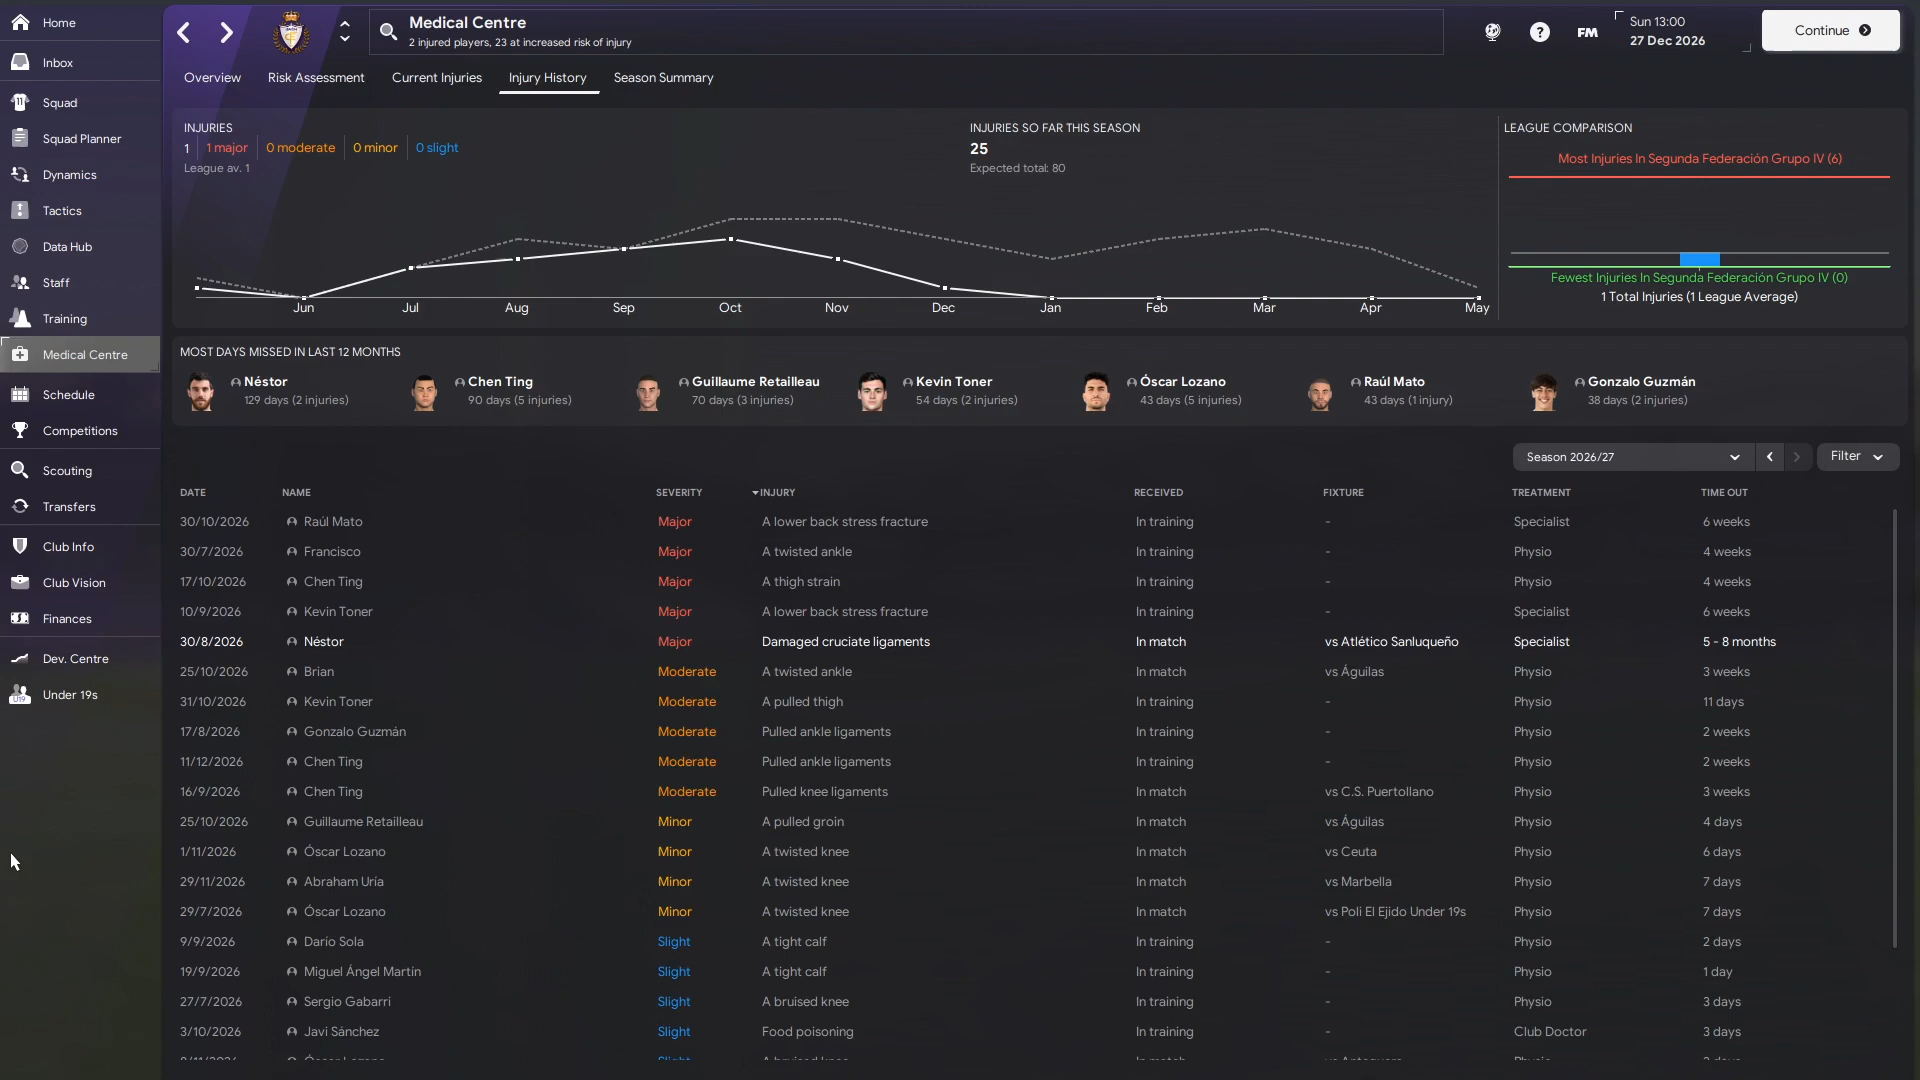 Home
Inbox
Squad
Squad Planner
Dynamics
Tactics
Data Hub
Staff
Training
Medical Centre
Schedule
Competitions
Scouting
Transfers
Club Info
Club Vision
Finances
Dev. Centre
Under 19s
Medical Centre
2 injured players, 23 at increased risk of injury
FM
Sun 13:00
27 Dec 2026
Continue
Overview Risk Assessment Current Injuries Injury History Season Summary
INJURIES
1 1 major 0 moderate 0 minor 0 slight
League av. 1
INJURIES SO FAR THIS SEASON
25
Expected total: 80
Jun Jul Aug Sep Oct Nov Dec Jan Feb Mar Apr May
LEAGUE COMPARISON
Most Injuries In Segunda Federación Grupo IV (6)
Fewest Injuries In Segunda Federación Grupo IV (0)
1 Total Injuries (1 League Average)
MOST DAYS MISSED IN LAST 12 MONTHS
Néstor
129 days (2 injuries)
Chen Ting
90 days (5 injuries)
Guillaume Retailleau
70 days (3 injuries)
Kevin Toner
54 days (2 injuries)
Óscar Lozano
43 days (5 injuries)
Raúl Mato
43 days (1 injury)
Gonzalo Guzmán
38 days (2 injuries)
Season 2026/27 Filter
DATE NAME SEVERITY INJURY RECEIVED FIXTURE TREATMENT TIME OUT
30/10/2026 Raúl Mato Major A lower back stress fracture In training - Specialist 6 weeks
30/7/2026 Francisco Major A twisted ankle In training - Physio 4 weeks
17/10/2026 Chen Ting Major A thigh strain In training - Physio 4 weeks
10/9/2026 Kevin Toner Major A lower back stress fracture In training - Specialist 6 weeks
30/8/2026 Néstor Major Damaged cruciate ligaments In match vs Atlético Sanluqueño Specialist 5 - 8 months
25/10/2026 Brian Moderate A twisted ankle In match vs Águilas Physio 3 weeks
31/10/2026 Kevin Toner Moderate A pulled thigh In training - Physio 11 days
17/8/2026 Gonzalo Guzmán Moderate Pulled ankle ligaments In training - Physio 2 weeks
11/12/2026 Chen Ting Moderate Pulled ankle ligaments In training - Physio 2 weeks
16/9/2026 Chen Ting Moderate Pulled knee ligaments In match vs C.S. Puertollano Physio 3 weeks
25/10/2026 Guillaume Retailleau Minor A pulled groin In match vs Águilas Physio 4 days
1/11/2026 Óscar Lozano Minor A twisted knee In match vs Ceuta Physio 6 days
29/11/2026 Abraham Uría Minor A twisted knee In match vs Marbella Physio 7 days
29/7/2026 Óscar Lozano Minor A twisted knee In match vs Poli El Ejido Under 19s Physio 7 days
9/9/2026 Darío Sola Slight A tight calf In training - Physio 2 days
19/9/2026 Miguel Ángel Martín Slight A tight calf In training - Physio 1 day
27/7/2026 Sergio Gabarri Slight A bruised knee In training - Physio 3 days
3/10/2026 Javi Sánchez Slight Food poisoning In training - Club Doctor 3 days